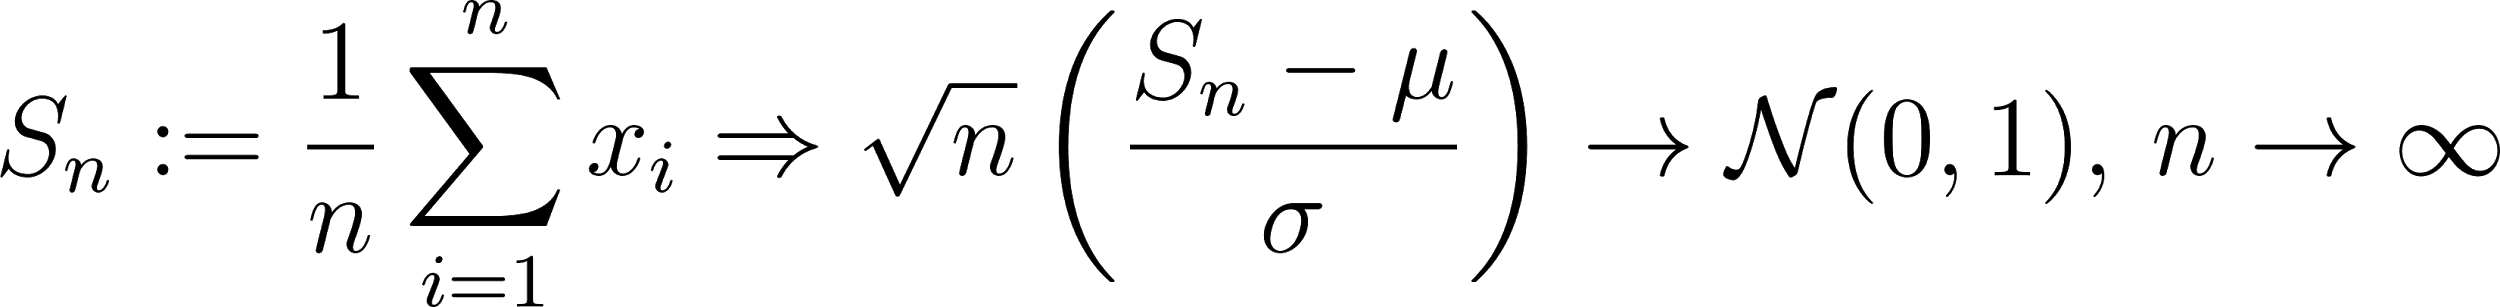 $S_n := \frac{1}{n} \sum_{i=1}^{n} x_i \Rightarrow \sqrt{n} \left( \frac{S_n - \mu}{\sigma} \right) \to \mathcal{N}(0, 1), n \to \infty$